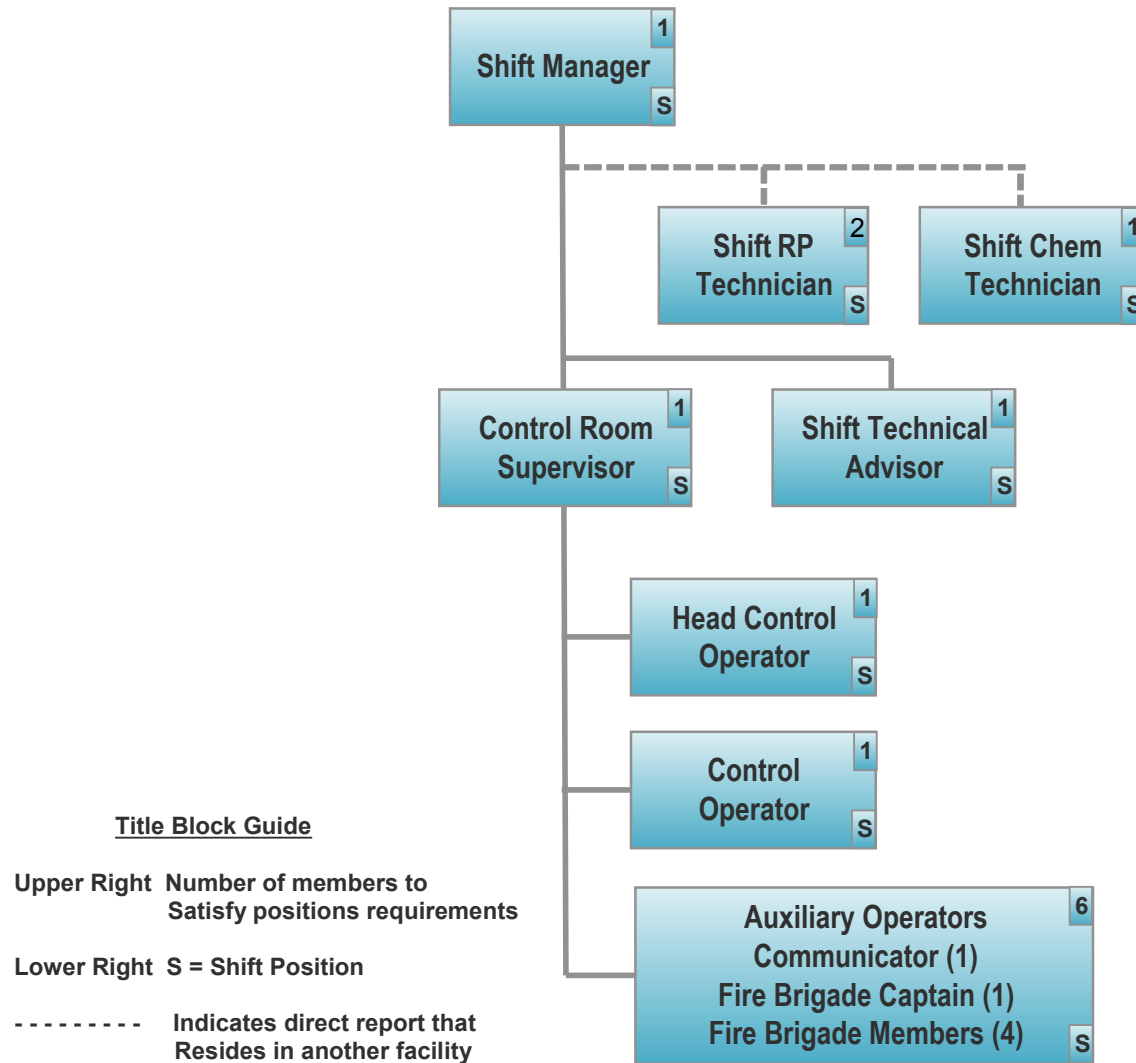 1
Shift Manager
S
2
Shift RP
Technician
S
1
Shift Chem
Technician
S
1
Control Room
Supervisor
S
1
Shift Technical
Advisor
S
1
Head Control
Operator
S
1
Control
Operator
S
Title Block Guide
Upper Right Number of members to
Satisfy positions requirements
Lower Right S = Shift Position
- - - - - - - - - Indicates direct report that
Resides in another facility
6
Auxiliary Operators
Communicator (1)
Fire Brigade Captain (1)
Fire Brigade Members (4)
S